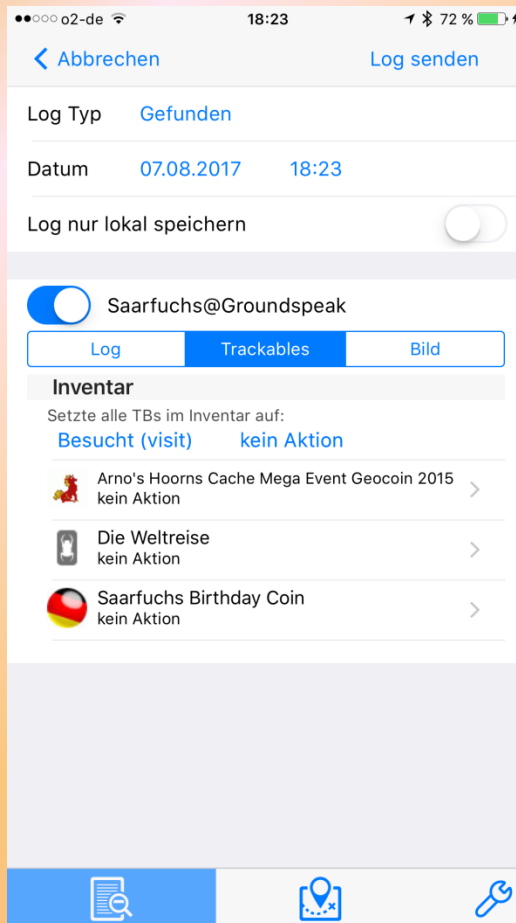 o2-de 18:23 72 %
Abbrechen Log senden
Log Typ Gefunden
Datum 07.08.2017 18:23
Log nur lokal speichern
Saarfuchs@Groundspeak
Log Trackables Bild
Inventar
Setzte alle TBs im Inventar auf:
Besucht (visit) kein Aktion
Arno's Hoorns Cache Mega Event Geocoin 2015
kein Aktion
Die Weltreise
kein Aktion
Saarfuchs Birthday Coin
kein Aktion